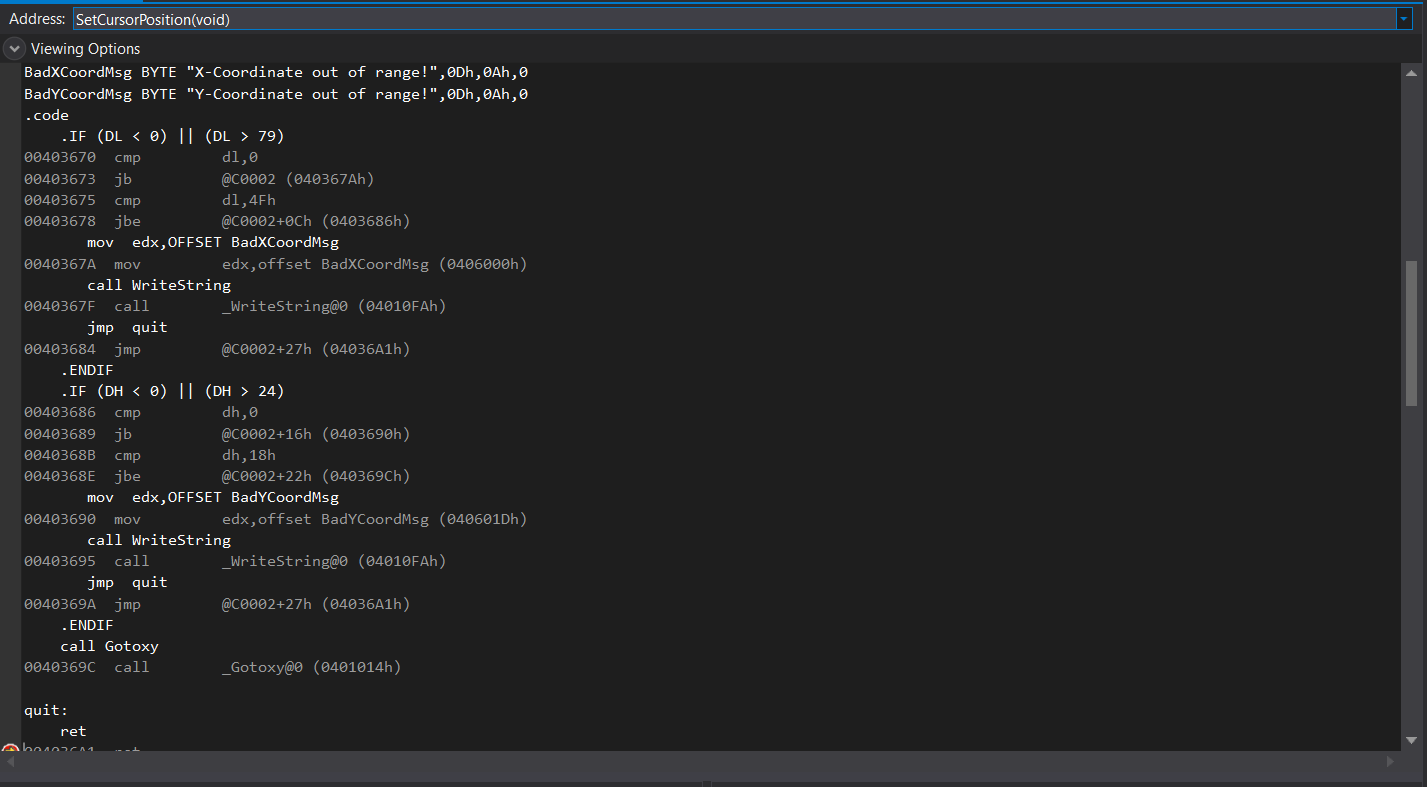 Address: SetCursorPosition(void)
Viewing Options
BadXCoordMsg BYTE "X-Coordinate out of range!",0Dh,0Ah,0
BadYCoordMsg BYTE "Y-Coordinate out of range!",0Dh,0Ah,0
.code
    .IF (DL < 0) || (DL > 79)
00403670  cmp         dl,0
00403673  jb          @C0002 (040367Ah)
00403675  cmp         dl,4Fh
00403678  jbe         @C0002+0Ch (0403686h)
       mov  edx,OFFSET BadXCoordMsg
0040367A  mov         edx,offset BadXCoordMsg (0406000h)
       call WriteString
0040367F  call        _WriteString@0 (04010FAh)
       jmp  quit
00403684  jmp         @C0002+27h (04036A1h)
    .ENDIF
    .IF (DH < 0) || (DH > 24)
00403686  cmp         dh,0
00403689  jb          @C0002+16h (0403690h)
0040368B  cmp         dh,18h
0040368E  jbe         @C0002+22h (040369Ch)
       mov  edx,OFFSET BadYCoordMsg
00403690  mov         edx,offset BadYCoordMsg (040601Dh)
       call WriteString
00403695  call        _WriteString@0 (04010FAh)
       jmp  quit
0040369A  jmp         @C0002+27h (04036A1h)
    .ENDIF
    call Gotoxy
0040369C  call        _Gotoxy@0 (0401014h)
quit:
    ret
004036A1  ret